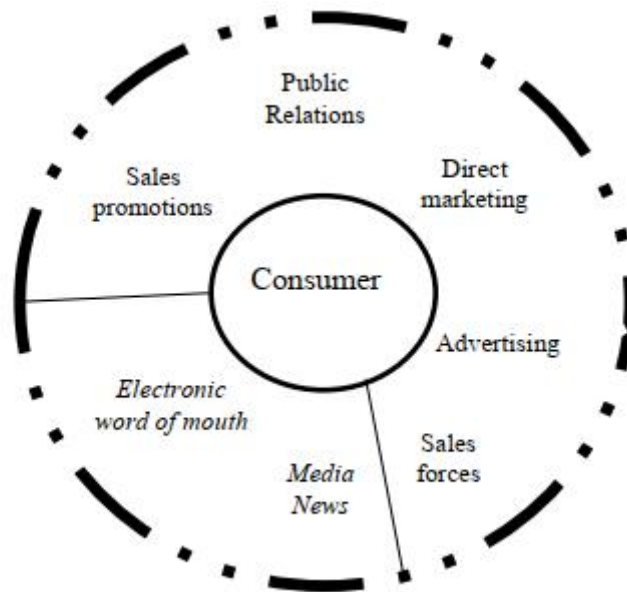 Public
Relations
Direct
marketing
Sales
promotions
Consumer
Advertising
Electronic
word of mouth
Sales
forces
Media
News